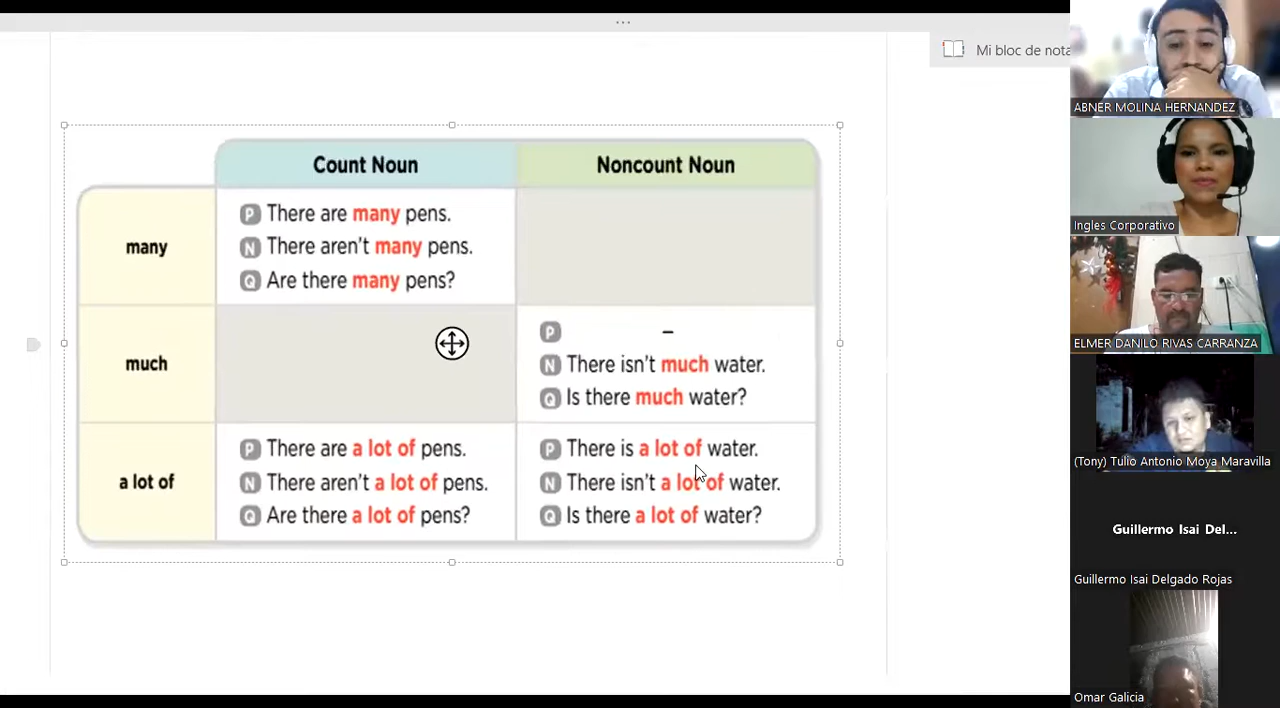 ...
Mi bloc de nota
Count Noun
Noncount Noun
many
P There are many pens.
N There aren't many pens.
Q Are there many pens?
much
P –
N There isn't much water.
Q Is there much water?
a lot of
P There are a lot of pens.
N There aren't a lot of pens.
Q Are there a lot of pens?
P There is a lot of water.
N There isn't a lot of water.
Q Is there a lot of water?
ABNER MOLINA HERNANDEZ
Ingles Corporativo
ELMER DANILO RIVAS CARRANZA
(Tony) Tulio Antonio Moya Maravilla
Guillermo Isai Del...
Guillermo Isai Delgado Rojas
Omar Galicia